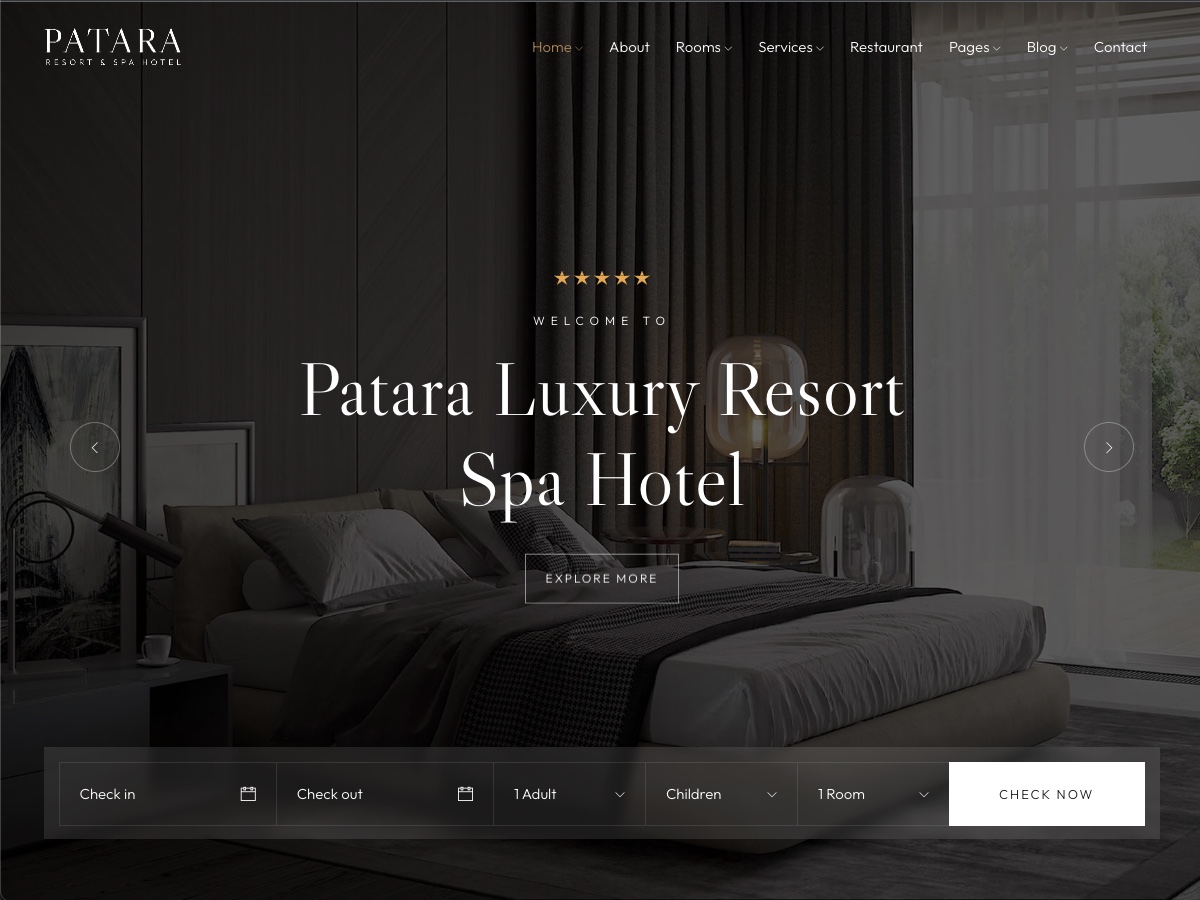 PATARA
RESORT & SPA HOTEL
Home About Rooms Services Restaurant Pages Blog Contact
WELCOME TO
Patara Luxury Resort
Spa Hotel
EXPLORE MORE
Check in Check out 1 Adult Children 1 Room CHECK NOW